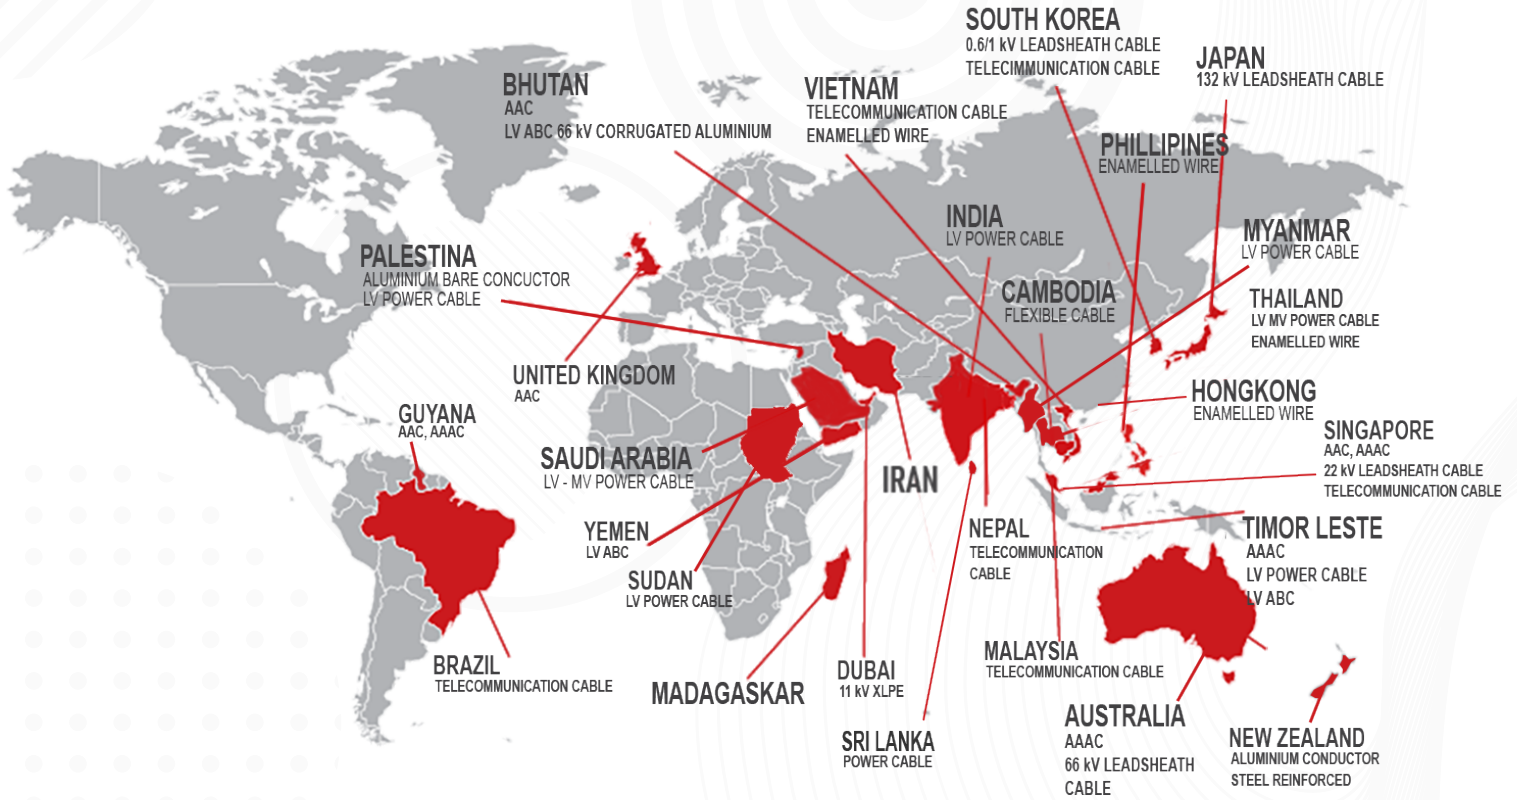 SOUTH KOREA
0.6/1 kV LEADSHEATH CABLE
TELECIMMUNICATION CABLE
JAPAN
132 kV LEADSHEATH CABLE
BHUTAN
AAC
LV ABC 66 kV CORRUGATED ALUMINIUM
VIETNAM
TELECOMMUNICATION CABLE
ENAMELLED WIRE
PHILLIPINES
ENAMELLED WIRE
INDIA
LV POWER CABLE
MYANMAR
LV POWER CABLE
PALESTINA
ALUMINIUM BARE CONCUCTOR
LV POWER CABLE
CAMBODIA
FLEXIBLE CABLE
THAILAND
LV MV POWER CABLE
ENAMELLED WIRE
UNITED KINGDOM
AAC
HONGKONG
ENAMELLED WIRE
GUYANA
AAC, AAAC
SINGAPORE
AAC, AAAC
22 kV LEADSHEATH CABLE
TELECOMMUNICATION CABLE
SAUDI ARABIA
LV - MV POWER CABLE
IRAN
YEMEN
LV ABC
NEPAL
TELECOMMUNICATION
CABLE
TIMOR LESTE
AAAC
LV POWER CABLE
LV ABC
SUDAN
LV POWER CABLE
BRAZIL
TELECOMMUNICATION CABLE
MADAGASKAR
DUBAI
11 kV XLPE
MALAYSIA
TELECOMMUNICATION CABLE
SRI LANKA
POWER CABLE
AUSTRALIA
AAAC
66 kV LEADSHEATH
CABLE
NEW ZEALAND
ALUMINIUM CONDUCTOR
STEEL REINFORCED